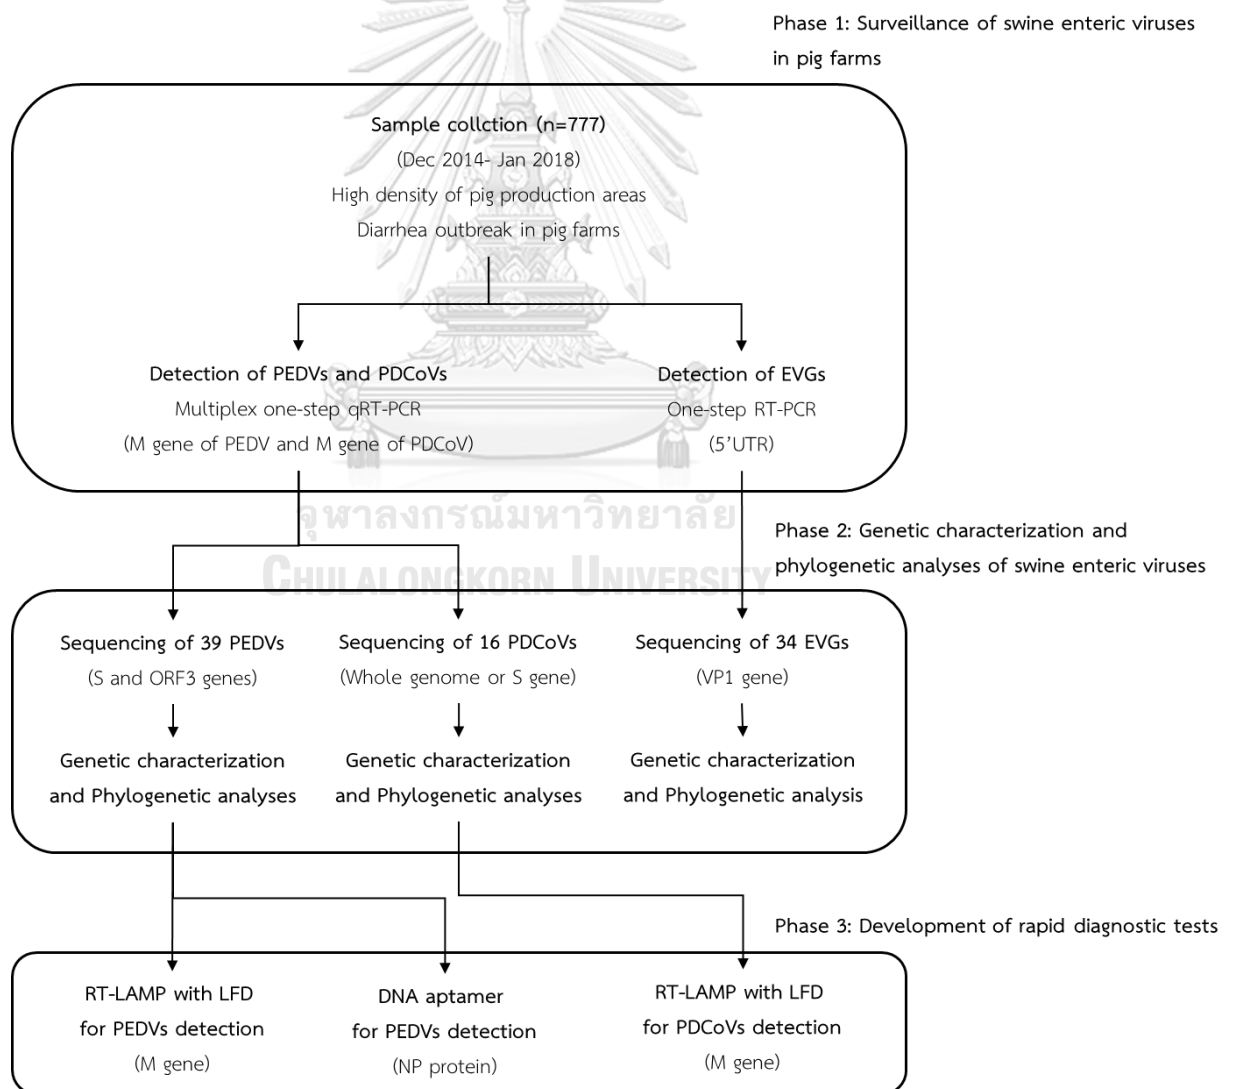 Phase 1: Surveillance of swine enteric viruses
in pig farms
Sample collction (n=777)
(Dec 2014- Jan 2018)
High density of pig production areas
Diarrhea outbreak in pig farms
Detection of PEDVs and PDCoVs
Multiplex one-step qRT-PCR
(M gene of PEDV and M gene of PDCoV)
Detection of EVGs
One-step RT-PCR
(5’UTR)
จุฬาลงกรณ์มหาวิทยาลัย
CHULALONGKORN UNIVERSITY
Phase 2: Genetic characterization and
phylogenetic analyses of swine enteric viruses
Sequencing of 39 PEDVs
(S and ORF3 genes)
Genetic characterization
and Phylogenetic analyses
Sequencing of 16 PDCoVs
(Whole genome or S gene)
Genetic characterization
and Phylogenetic analyses
Sequencing of 34 EVGs
(VP1 gene)
Genetic characterization
and Phylogenetic analysis
Phase 3: Development of rapid diagnostic tests
RT-LAMP with LFD
for PEDVs detection
(M gene)
DNA aptamer
for PEDVs detection
(NP protein)
RT-LAMP with LFD
for PDCoVs detection
(M gene)